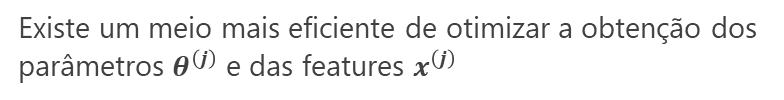 Existe um meio mais eficiente de otimizar a obtenção dos
parâmetros θ⁽ʲ⁾ e das features x⁽ʲ⁾